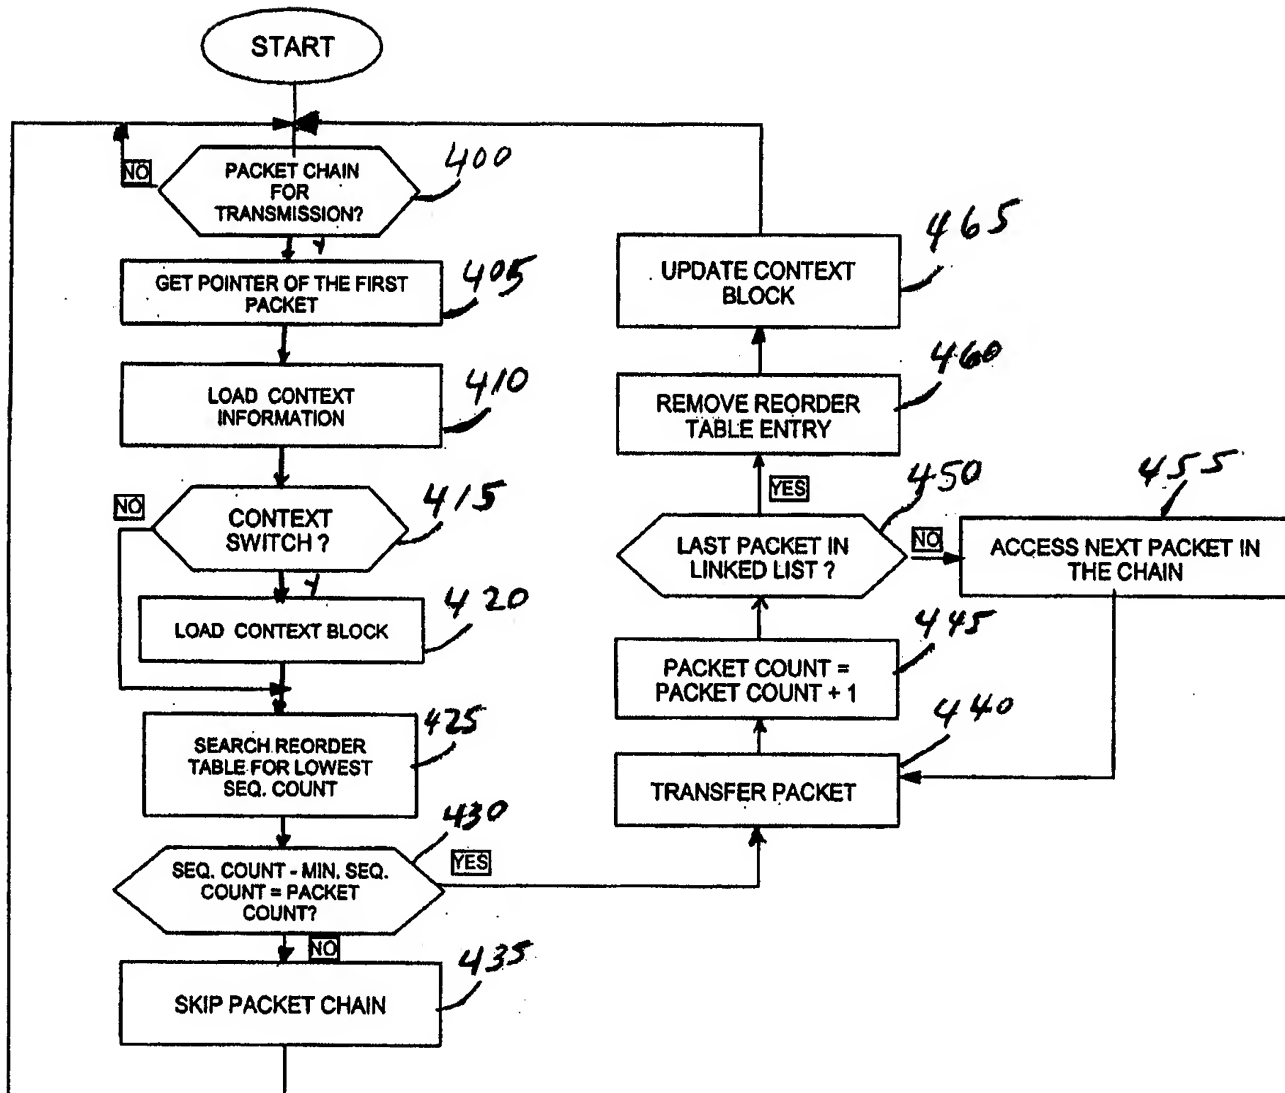 START
NO
PACKET CHAIN
FOR
TRANSMISSION?
400
Y
GET POINTER OF THE FIRST
PACKET
405
LOAD CONTEXT
INFORMATION
410
NO
CONTEXT
SWITCH ?
415
Y
LOAD CONTEXT BLOCK
420
SEARCH REORDER
TABLE FOR LOWEST
SEQ. COUNT
425
SEQ. COUNT - MIN. SEQ.
COUNT = PACKET
COUNT?
430
YES
NO
SKIP PACKET CHAIN
435
UPDATE CONTEXT
BLOCK
465
REMOVE REORDER
TABLE ENTRY
460
YES
LAST PACKET IN
LINKED LIST ?
450
NO
ACCESS NEXT PACKET IN
THE CHAIN
455
PACKET COUNT =
PACKET COUNT + 1
445
TRANSFER PACKET
440